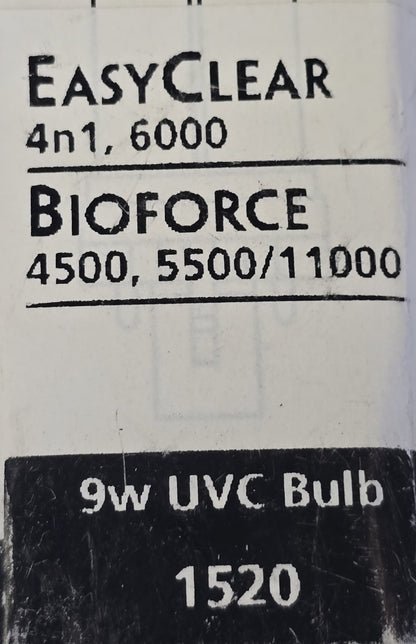 EASYCLEAR
4n1, 6000
BIOFORCE
4500, 5500/11000
9w UVC Bulb
1520